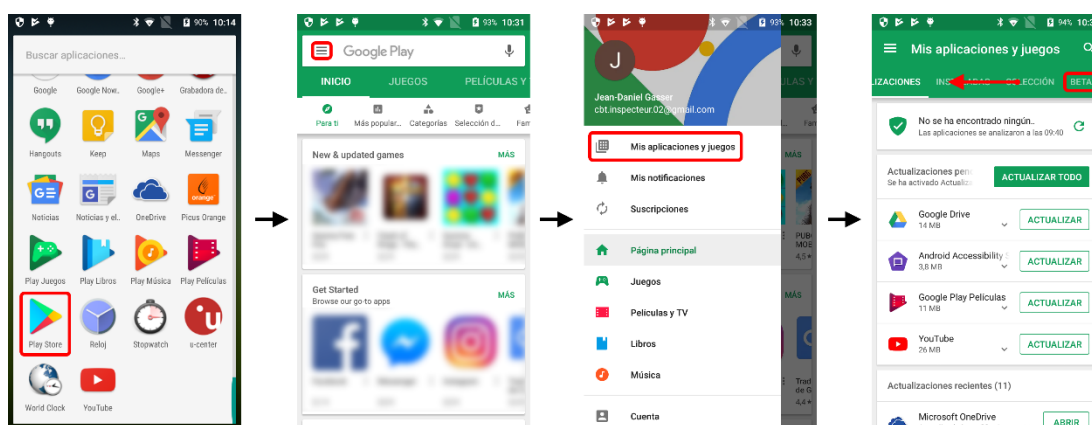 90% 10:14
Buscar aplicaciones...
Google Google Now.. Google+ Grabadora de..
Hangouts Keep Maps Messenger
Noticias Noticias y el.. OneDrive Picus Orange
Play Juegos Play Libros Play Música Play Películas
Play Store Reloj Stopwatch u-center
World Clock YouTube
93% 10:31
Google Play
INICIO JUEGOS PELÍCULAS Y
Para ti Más popular... Categorías Selección d... Fam
New & updated games MÁS
Get Started MÁS
Browse our go-to apps
93% 10:33
J
Jean-Daniel Gasser
cbt.inspecteur.02@gmail.com
Mis aplicaciones y juegos
Mis notificaciones
Suscripciones
Página principal
Juegos
Películas y TV
Libros
Música
Cuenta
94% 10:3
Mis aplicaciones y juegos
LIZACIONES BETA
No se ha encontrado ningún..
Las aplicaciones se analizaron a las 09:40
Actualizaciones pen
Se ha activado Actualiz
ACTUALIZAR TODO
Google Drive
14 MB
ACTUALIZAR
Android Accessibility S
3,8 MB
ACTUALIZAR
Google Play Películas
11 MB
ACTUALIZAR
YouTube
26 MB
ACTUALIZAR
Actualizaciones recientes (11)
Microsoft OneDrive
ABRIR